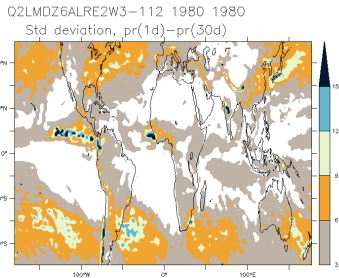 Q2LMDZ6ALRE2W3-112 1980 1980
Std deviation, pr(1d)-pr(30d)
°N
°N
0°
°S
°S
100°W 0° 100°E
15
12
9
6
3